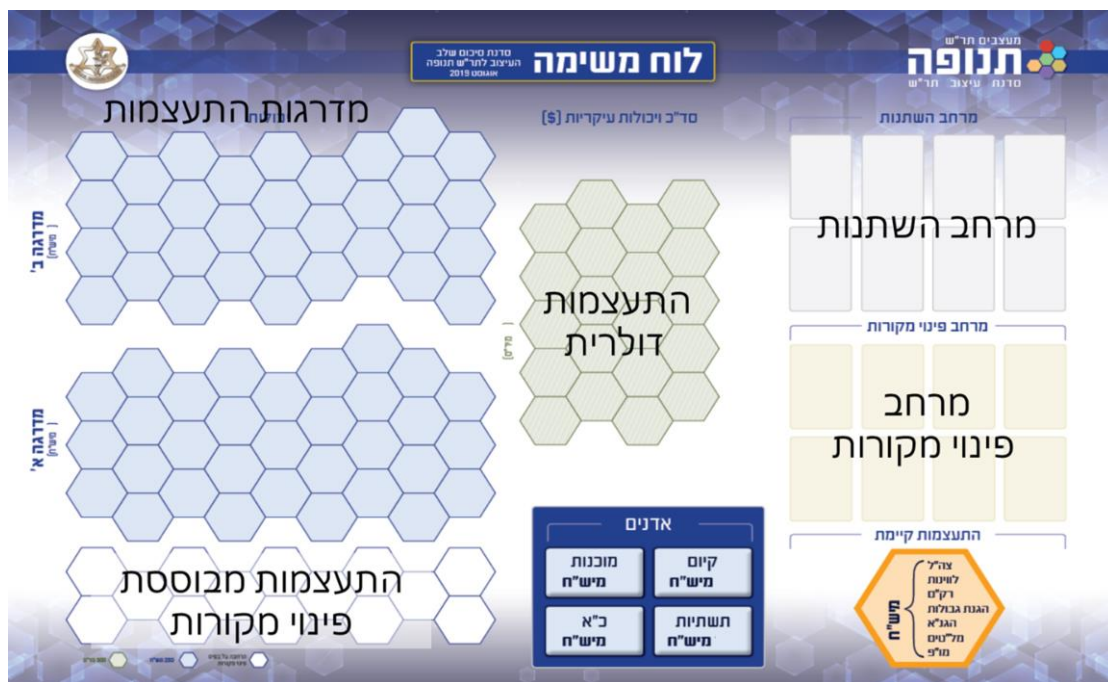 מעצבים תר"ש
תנופה
סדנת עיצוב תר"ש
לוח משימה
סדנת סיכום שלב
העיצוב לתר"ש תנופה
אוגוסט 2019
מרחב השתנות
מרחב השתנות
מרחב פינוי מקורות
מרחב
פינוי מקורות
התעצמות קיימת
צה"ל
לוויינות
רק"ם
הגנת גבולות
הגנ"א
מל"טים
מו"פ
מיש"ח
סד"כ ויכולות עיקריות ($)
התעצמות
דולרית
אדנים
קיום
מיש"ח
מוכנות
מיש"ח
תשתיות
מיש"ח
כ"א
מיש"ח
מדרגות התעצמות
מדרגה ב'
מדרגה א'
התעצמות מבוססת
פינוי מקורות